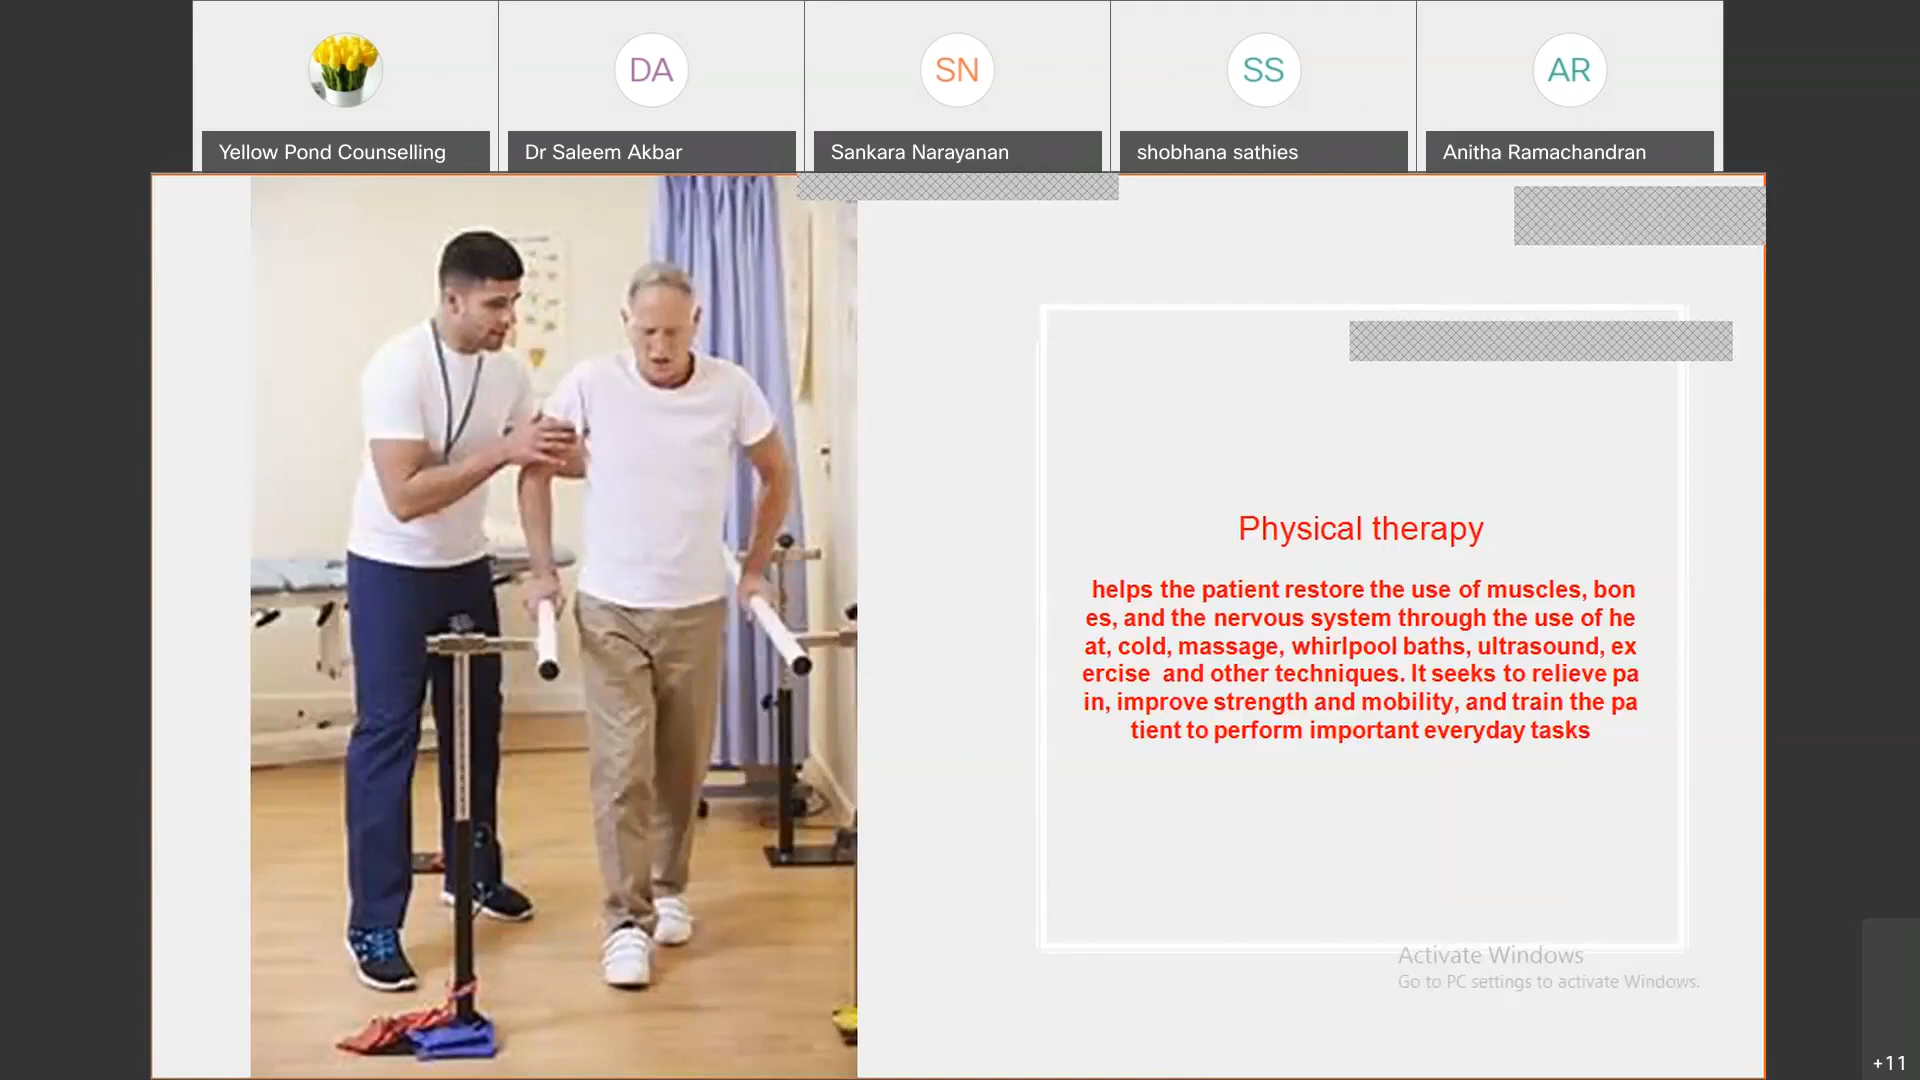 DA
SN
SS
AR
Yellow Pond Counselling
Dr Saleem Akbar
Sankara Narayanan
shobhana sathies
Anitha Ramachandran
Physical therapy
helps the patient restore the use of muscles, bon
es, and the nervous system through the use of he
at, cold, massage, whirlpool baths, ultrasound, ex
ercise and other techniques. It seeks to relieve pa
in, improve strength and mobility, and train the pa
tient to perform important everyday tasks
Activate Windows
Go to PC settings to activate Windows.
+11